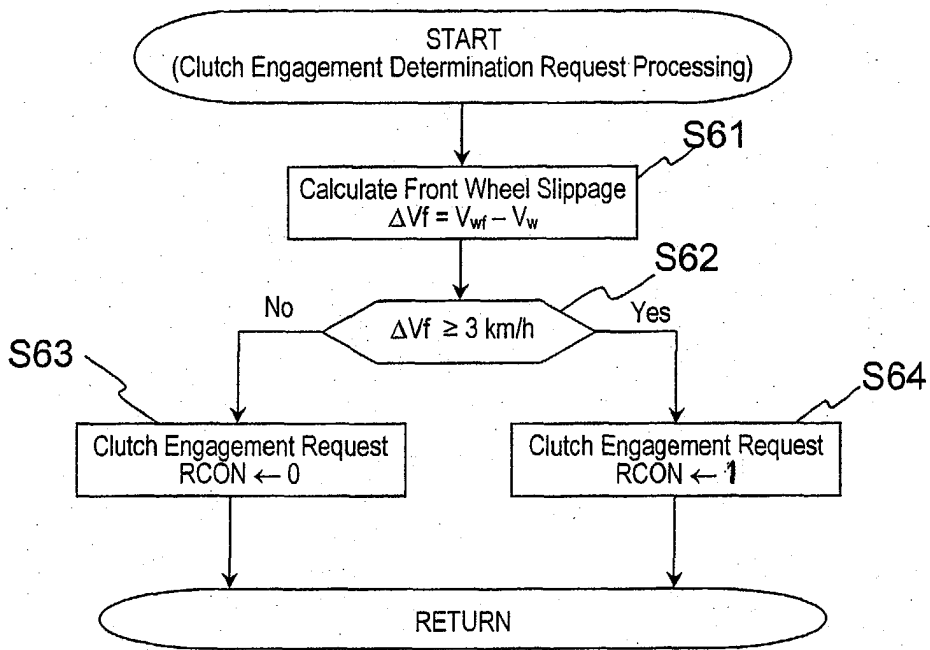 START
(Clutch Engagement Determination Request Processing)
S61
Calculate Front Wheel Slippage
ΔVf = Vwf – Vw
S62
No
ΔVf ≥ 3 km/h
Yes
S63
S64
Clutch Engagement Request
RCON ← 0
Clutch Engagement Request
RCON ← 1
RETURN